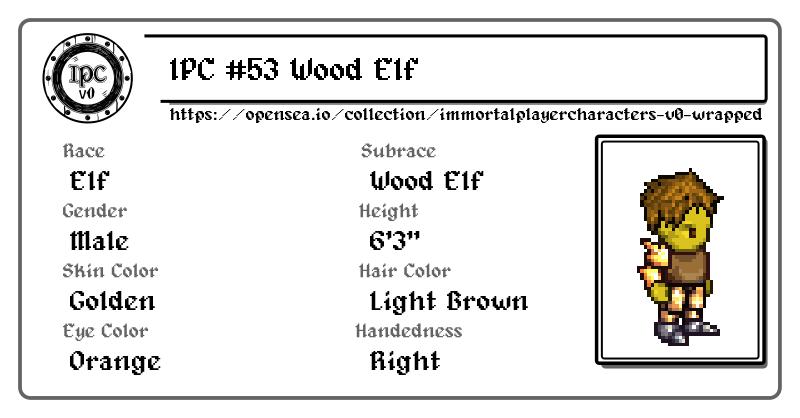 IPC
v0
IPC #53 Wood Elf
https://opensea.io/collection/immortalplayercharacters-v0-wrapped
Race
Subrace
Elf
Wood Elf
Gender
Height
Male
6'3"
Skin Color
Hair Color
Golden
Light Brown
Eye Color
Handedness
Orange
Right